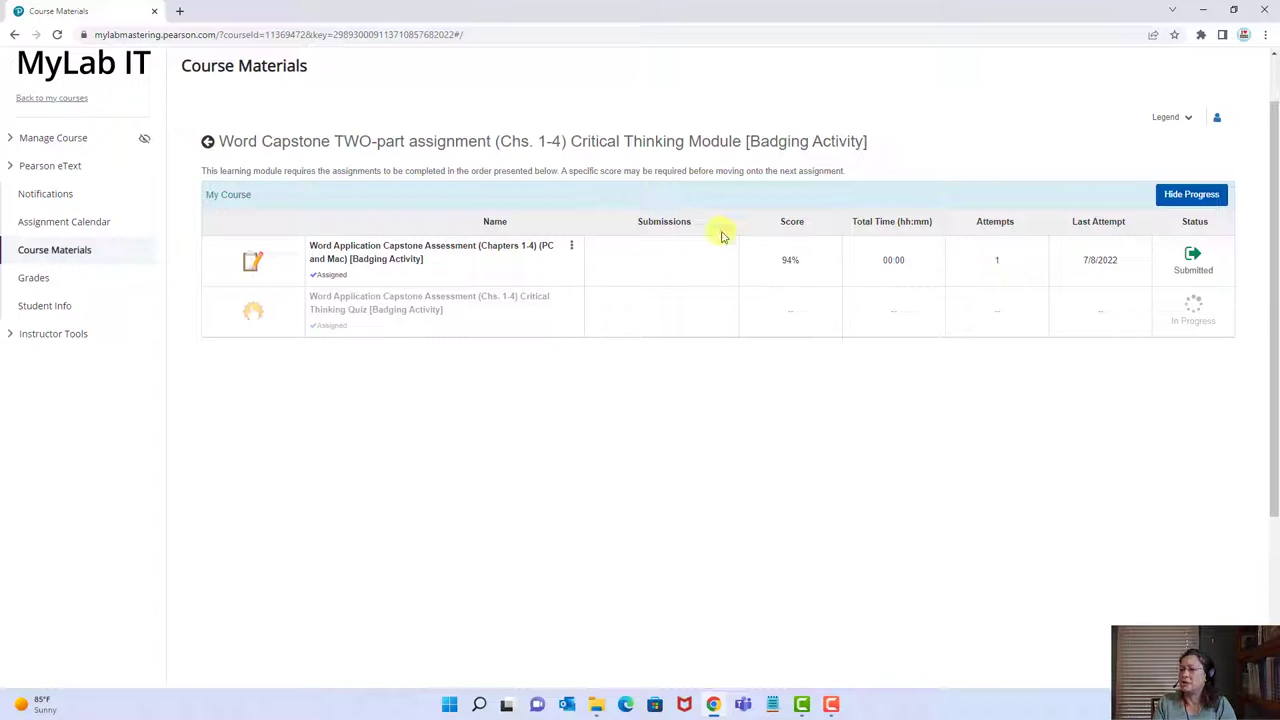 Course Materials
mylabmastering.pearson.com/?courseId=11369472&key=298930009113710857682022#/
MyLab IT
Back to my courses
Manage Course
Pearson eText
Notifications
Assignment Calendar
Course Materials
Grades
Student Info
Instructor Tools
Course Materials
Legend
Word Capstone TWO-part assignment (Chs. 1-4) Critical Thinking Module [Badging Activity]
This learning module requires the assignments to be completed in the order presented below. A specific score may be required before moving onto the next assignment.
My Course
Hide Progress
Name Submissions Score Total Time (hh:mm) Attempts Last Attempt Status
Word Application Capstone Assessment (Chapters 1-4) (PC
and Mac) [Badging Activity]
Assigned
94% 00:00 1 7/8/2022 Submitted
Word Application Capstone Assessment (Chs. 1-4) Critical
Thinking Quiz [Badging Activity]
Assigned
-- -- -- -- In Progress
85°F
Sunny